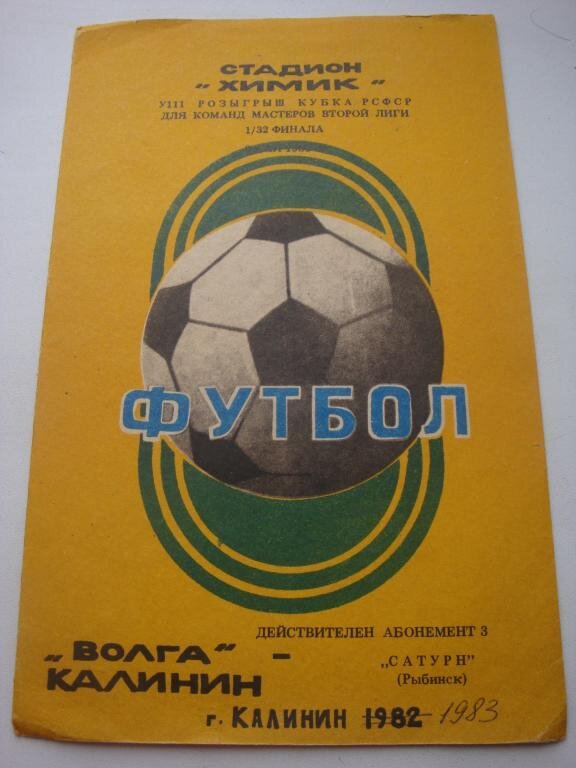 СТАДИОН
„ХИМИК"
У111 РОЗЫГРЫШ КУБКА РСФСР
ДЛЯ КОМАНД МАСТЕРОВ ВТОРОЙ ЛИГИ
1/32 ФИНАЛА
ФУТБОЛ
ДЕЙСТВИТЕЛЕН АБОНЕМЕНТ 3
„ВОЛГА" –
КАЛИНИН
„САТУРН"
(Рыбинск)
г. КАЛИНИН 1982 1983